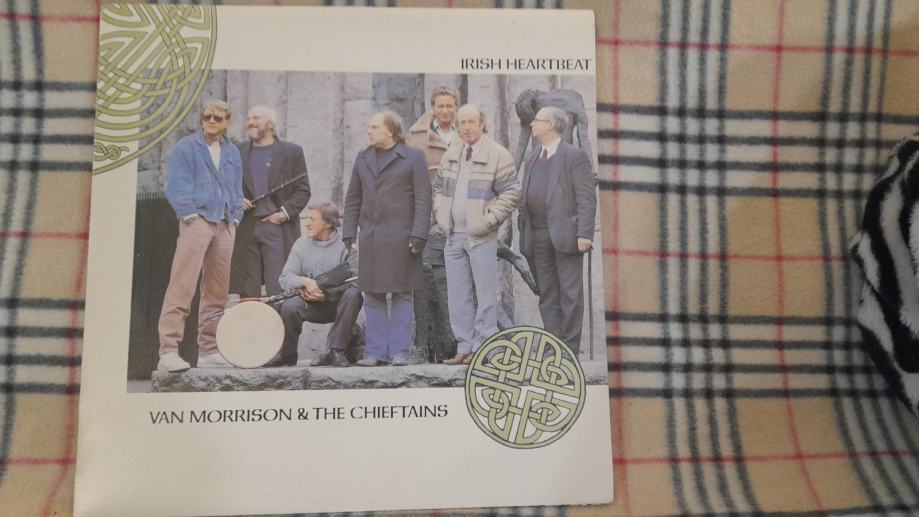 IRISH HEARTBEAT
VAN MORRISON & THE CHIEFTAINS